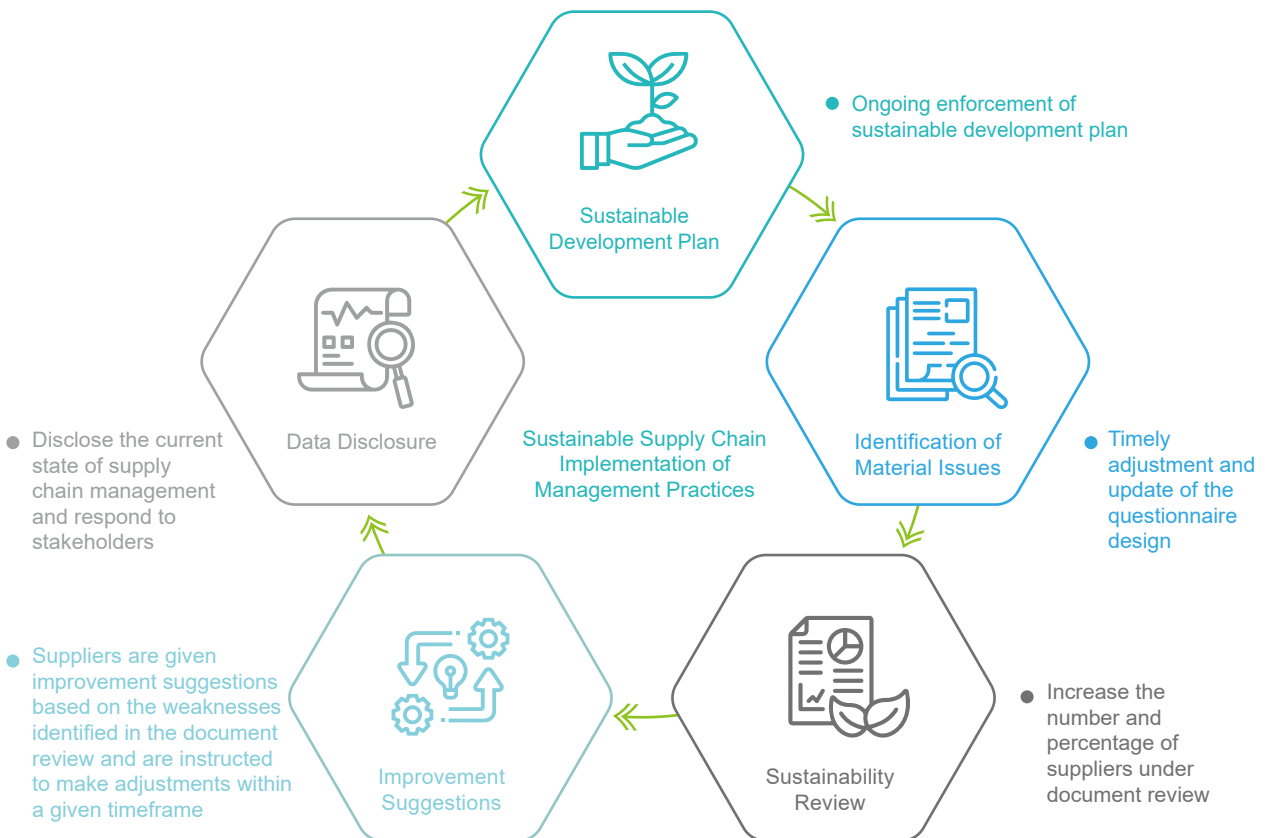 Sustainable
Development Plan
Ongoing enforcement of
sustainable development plan
Identification of
Material Issues
Timely
adjustment and
update of the
questionnaire
design
Sustainability
Review
Increase the
number and
percentage of
suppliers under
document review
Improvement
Suggestions
Suppliers are given
improvement suggestions
based on the weaknesses
identified in the document
review and are instructed
to make adjustments within
a given timeframe
Data Disclosure
Disclose the current
state of supply
chain management
and respond to
stakeholders
Sustainable Supply Chain
Implementation of
Management Practices